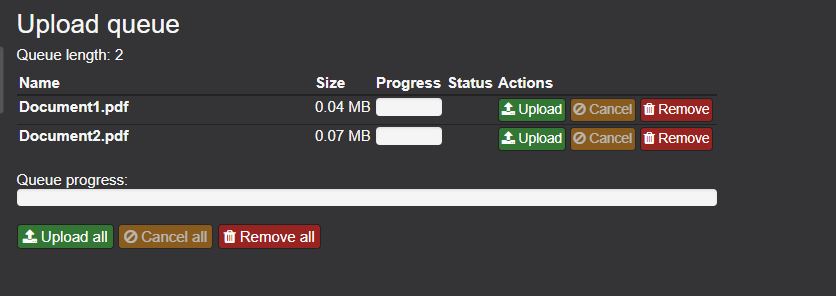 Upload queue
Queue length: 2
Name Size Progress Status Actions
Document1.pdf 0.04 MB Upload Cancel Remove
Document2.pdf 0.07 MB Upload Cancel Remove
Queue progress:
Upload all Cancel all Remove all